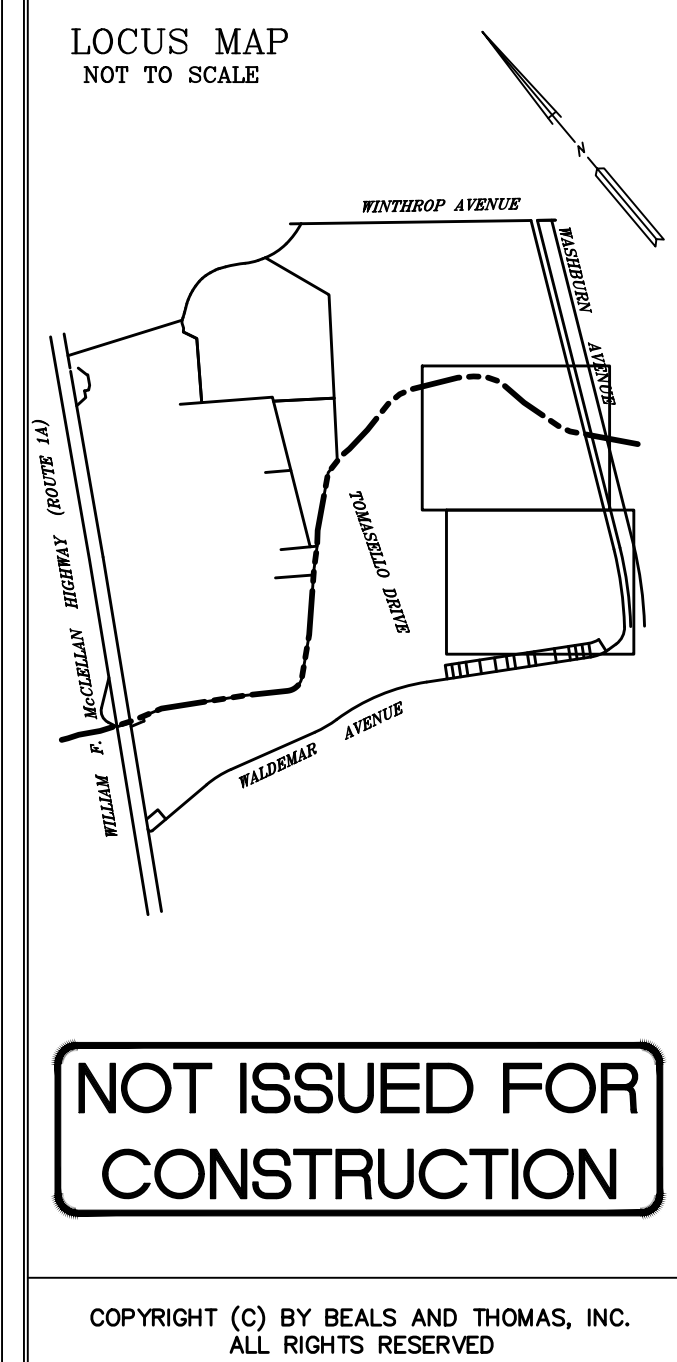 LOCUS MAP
NOT TO SCALE
N
WINTHROP AVENUE
WASHBURN AVENUE
WILLIAM F. McCLELLAN HIGHWAY (ROUTE 1A)
TOMASELLO DRIVE
WALDEMAR AVENUE
NOT ISSUED FOR
CONSTRUCTION
COPYRIGHT (C) BY BEALS AND THOMAS, INC.
ALL RIGHTS RESERVED